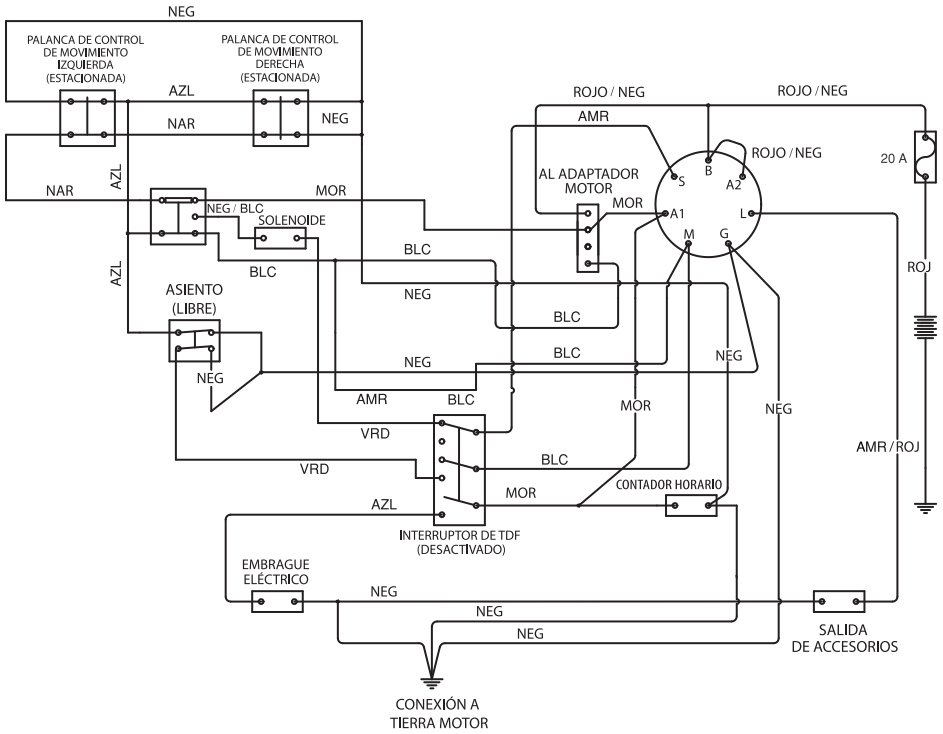 NEG
PALANCA DE CONTROL
DE MOVIMIENTO
IZQUIERDA
(ESTACIONADA)
PALANCA DE CONTROL
DE MOVIMIENTO
DERECHA
(ESTACIONADA)
AZL
NEG
NAR
ROJO / NEG
ROJO / NEG
AMR
20 A
ROJO / NEG
B
A2
S
AL ADAPTADOR
MOTOR
AZL
NAR
MOR
MOR
A1
L
NEG / BLC
SOLENOIDE
M
G
BLC
BLC
AZL
NEG
ROJ
ASIENTO
(LIBRE)
BLC
BLC
NEG
NEG
NEG
AMR
BLC
MOR
NEG
VRD
AMR / ROJ
VRD
BLC
MOR
CONTADOR HORARIO
AZL
INTERRUPTOR DE TDF
(DESACTIVADO)
EMBRAGUE
ELÉCTRICO
NEG
NEG
NEG
SALIDA
DE ACCESORIOS
CONEXIÓN A
TIERRA MOTOR